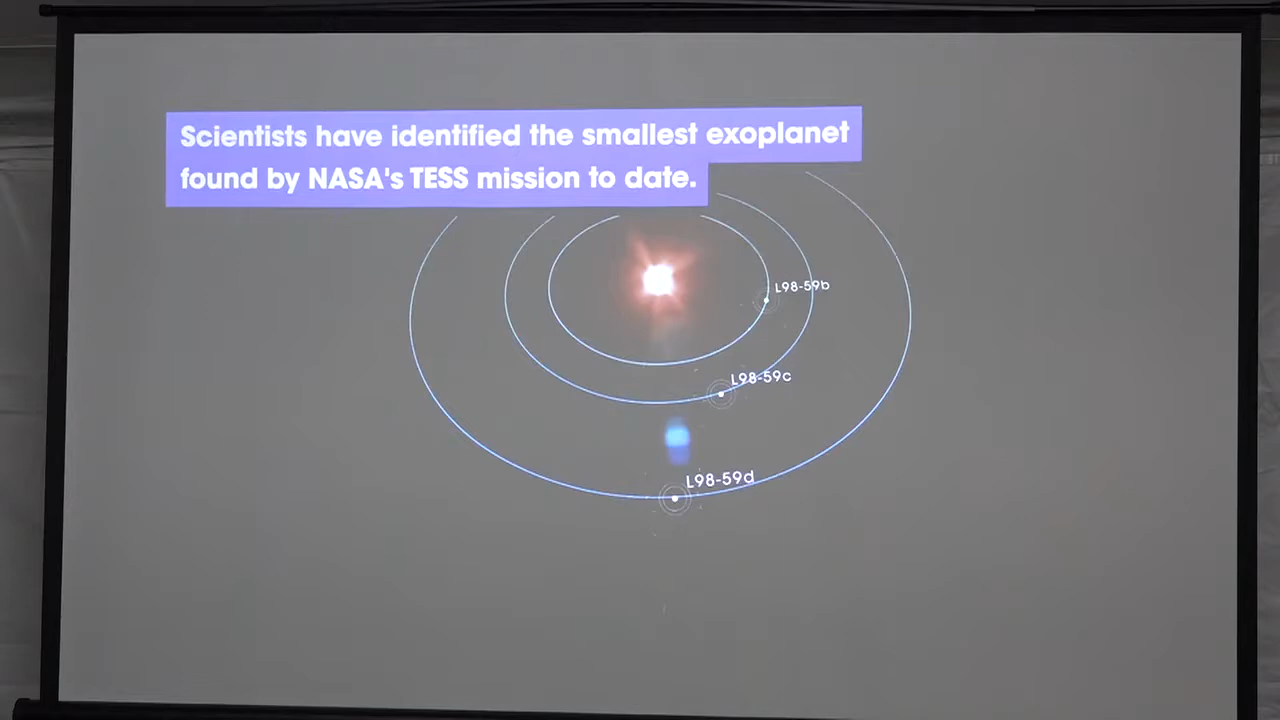 Scientists have identified the smallest exoplanet
found by NASA's TESS mission to date.
L98-59b
L98-59c
L98-59d